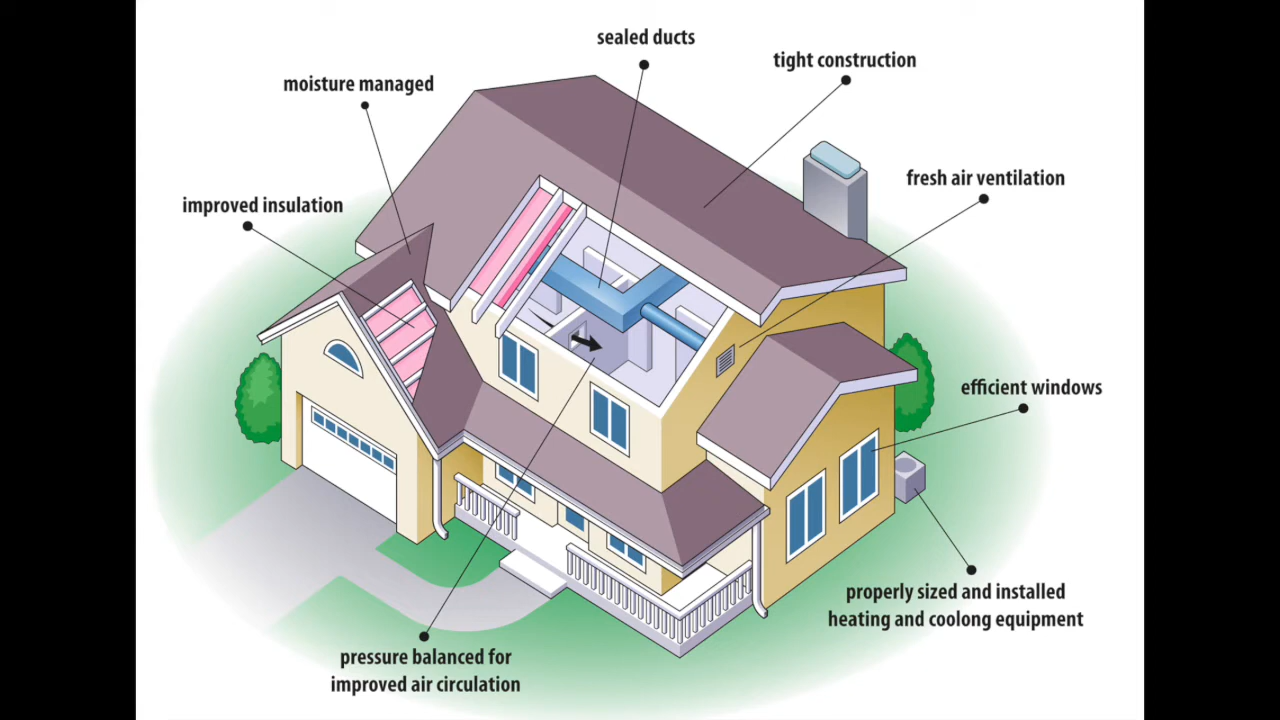 sealed ducts
tight construction
moisture managed
fresh air ventilation
improved insulation
efficient windows
properly sized and installed
heating and coolong equipment
pressure balanced for
improved air circulation